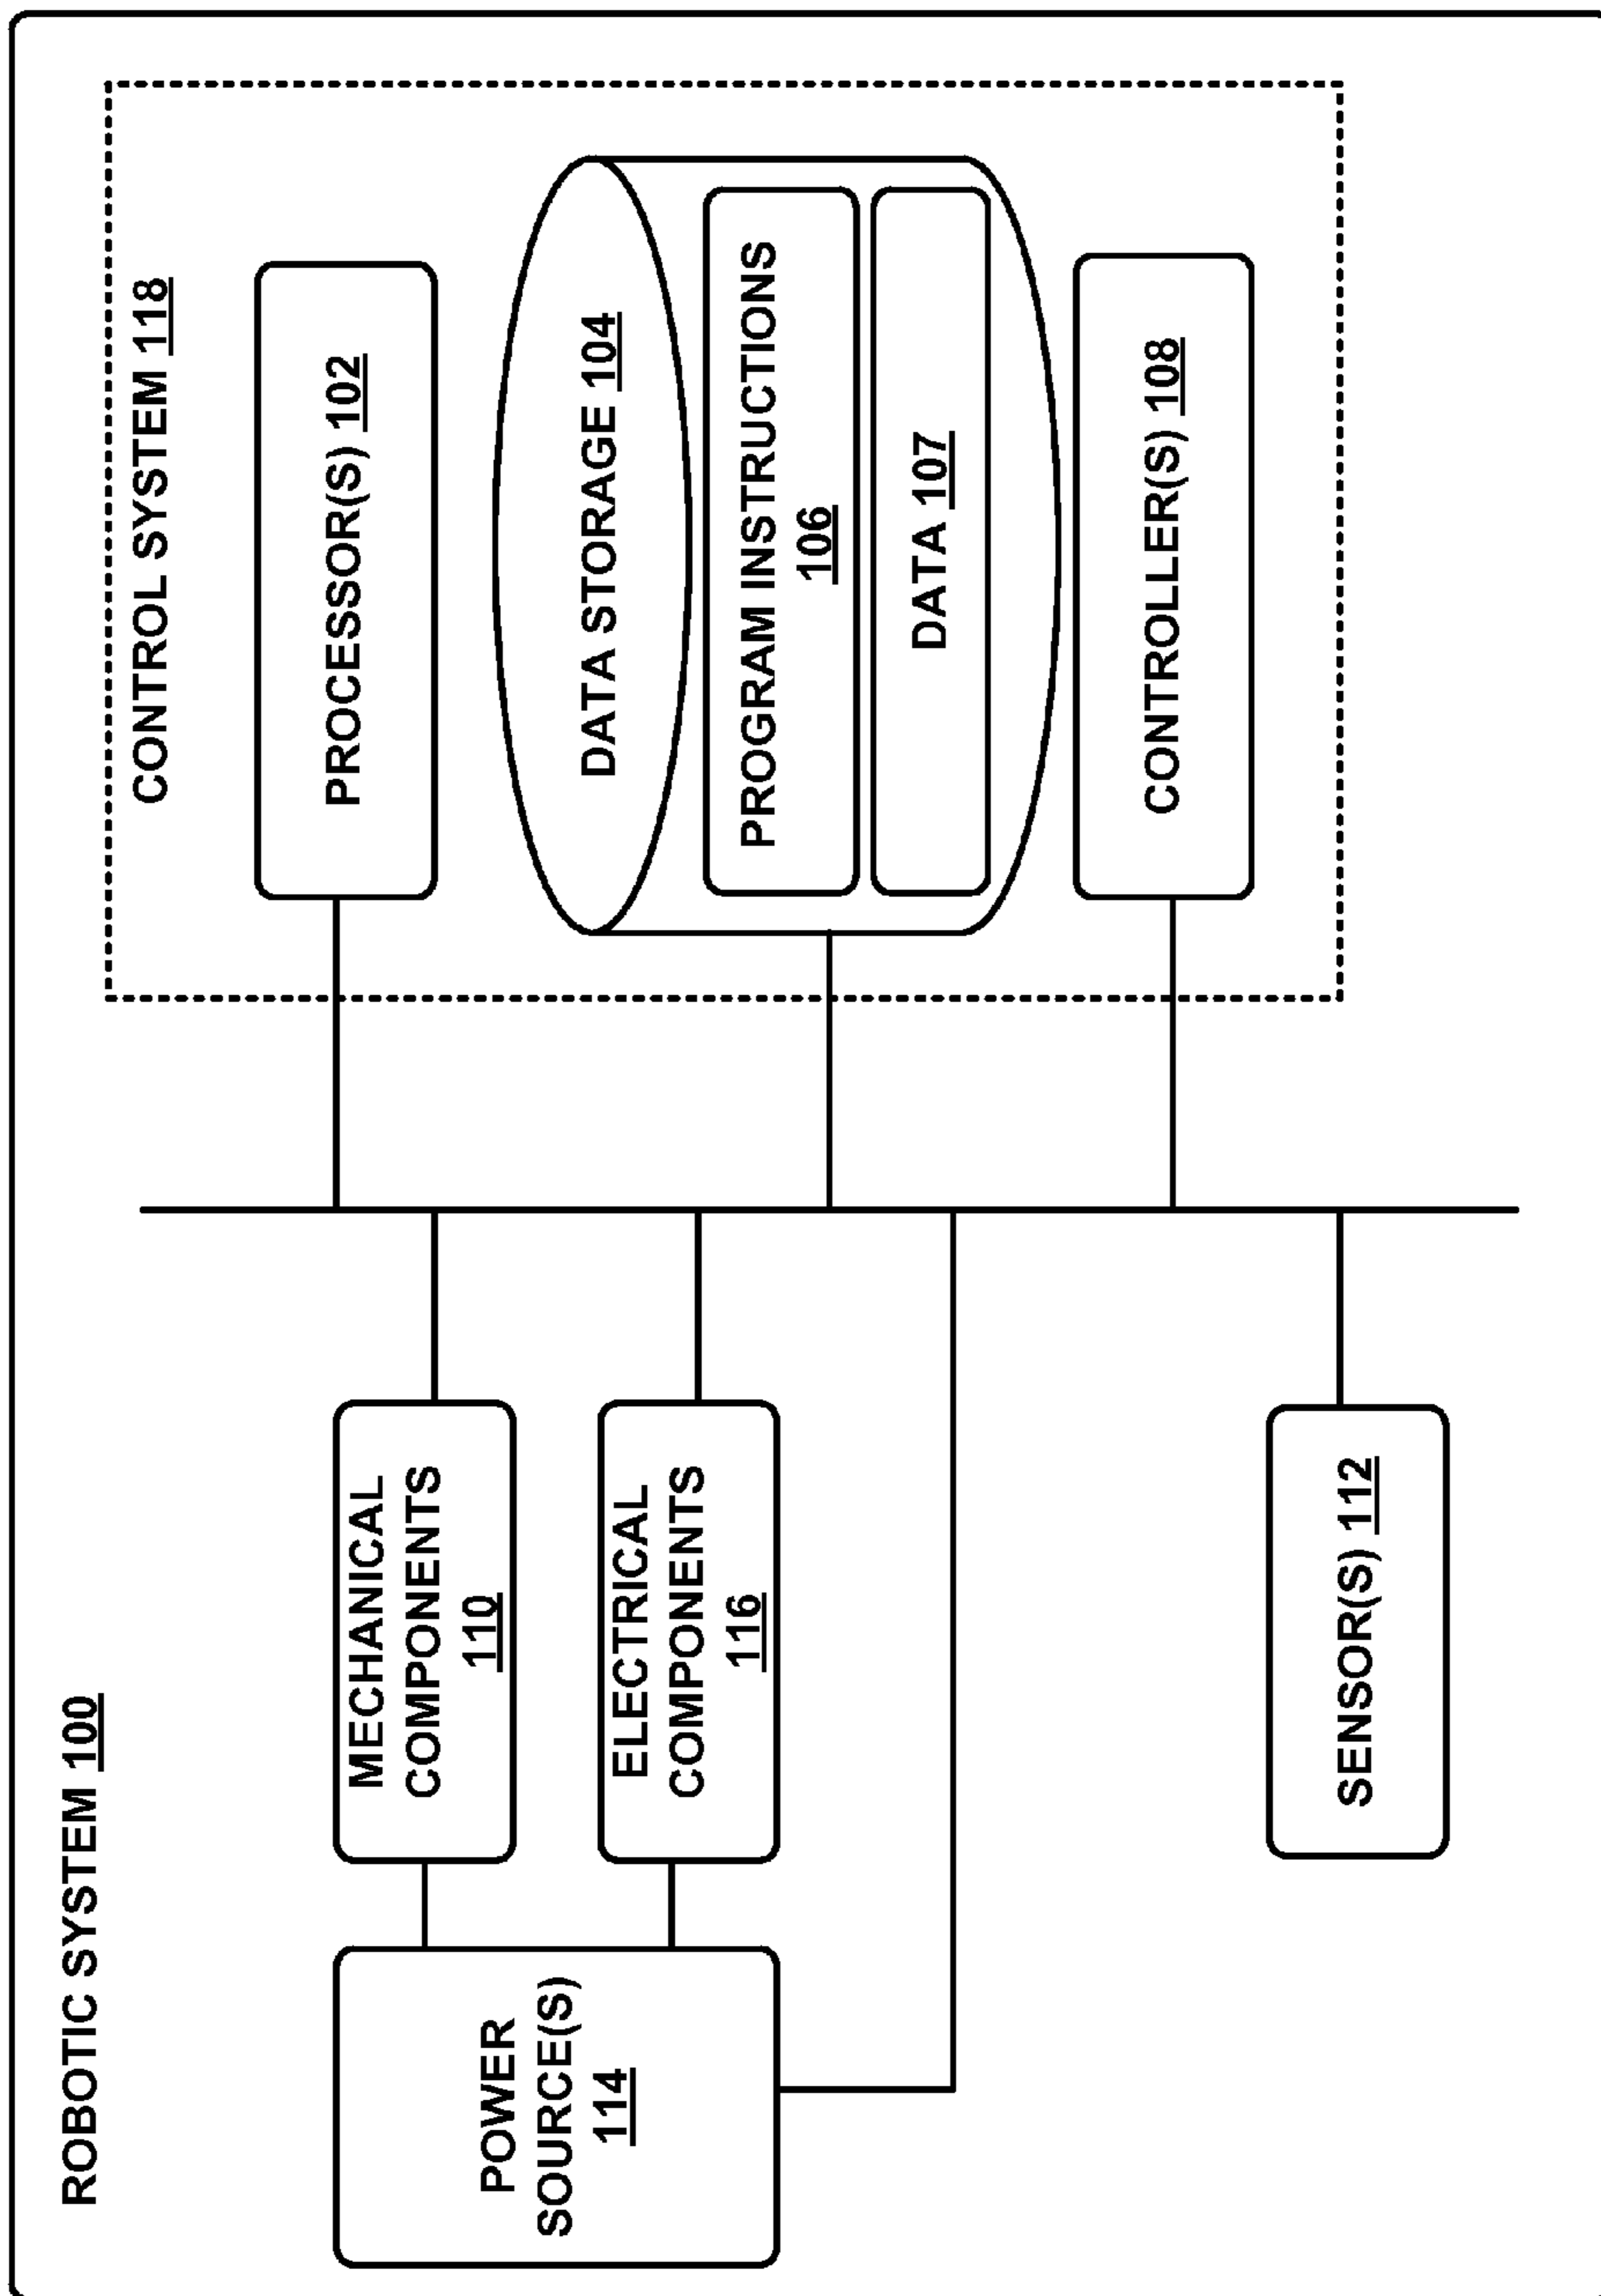 ROBOTIC SYSTEM 100
CONTROL SYSTEM 118
PROCESSOR(S) 102
DATA STORAGE 104
PROGRAM INSTRUCTIONS
106
DATA 107
CONTROLLER(S) 108
MECHANICAL
COMPONENTS
110
ELECTRICAL
COMPONENTS
116
POWER
SOURCE(S)
114
SENSOR(S) 112